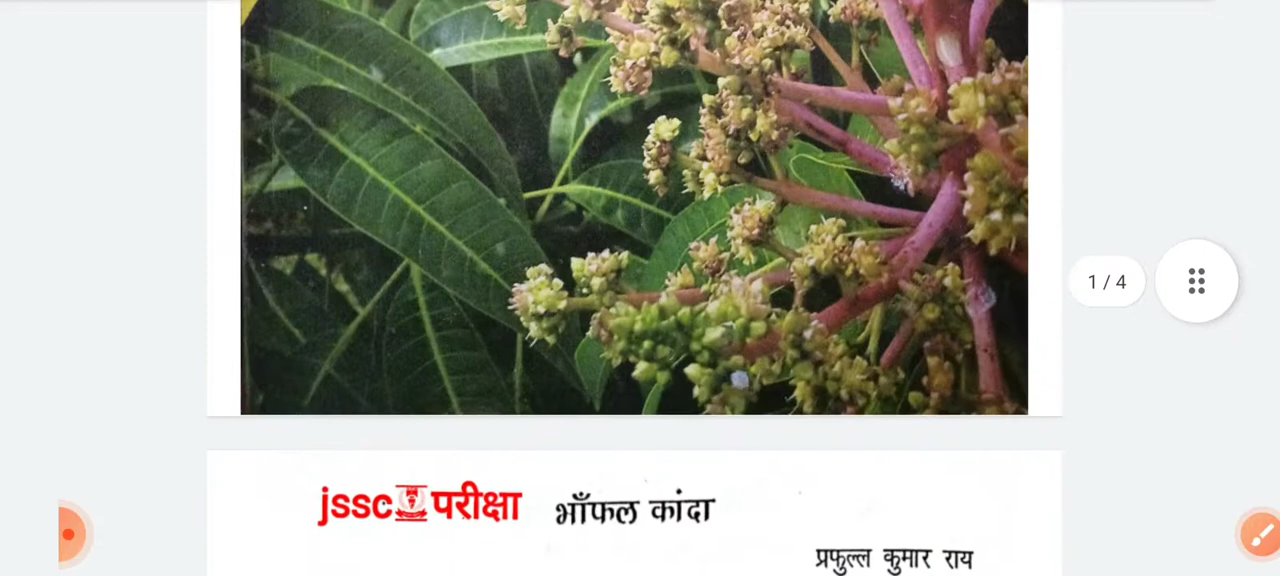 1 / 4
jssc परीक्षा भाँफल कांदा
प्रफुल्ल कुमार राय